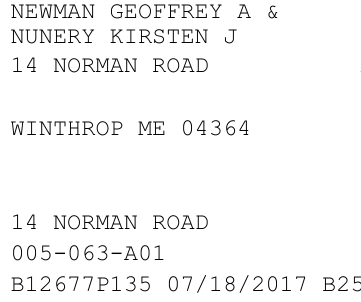 NEWMAN GEOFFREY A &
NUNERY KIRSTEN J
14 NORMAN ROAD
WINTHROP ME 04364
14 NORMAN ROAD
005-063-A01
B12677P135 07/18/2017 B25